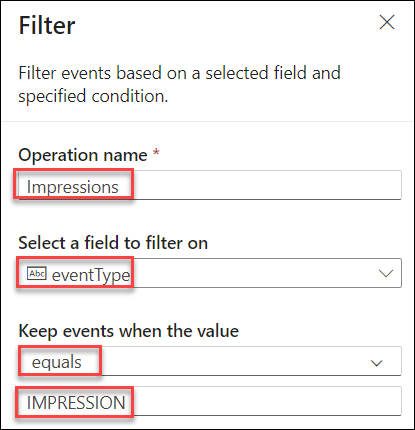 Filter
Filter events based on a selected field and
specified condition.
Operation name *
Impressions
Select a field to filter on
Abc eventType
Keep events when the value
equals
IMPRESSION